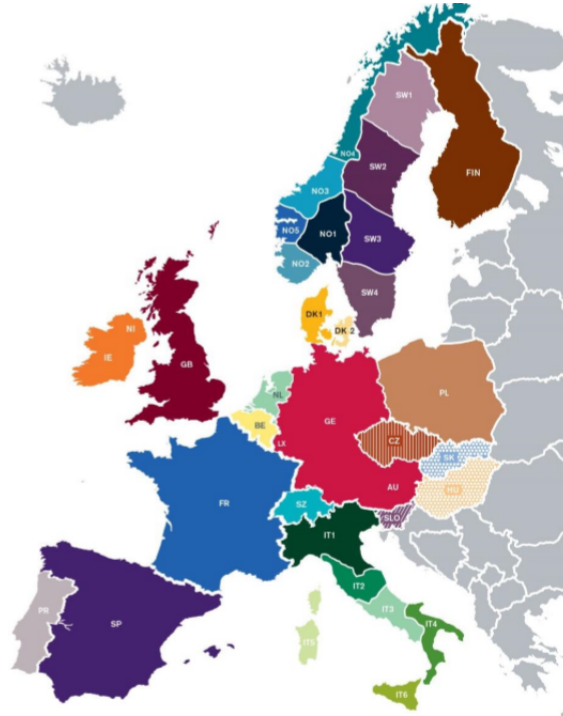 SW1
NO4
SW2
FIN
NO3
NO5
NO1
SW3
NO2
SW4
DK1
DK 2
NI
IE
GB
NL
BE
GE
PL
LX
CZ
SK
AU
HU
FR
SZ
SLO
IT1
IT2
PR
SP
IT3
IT4
IT5
IT6